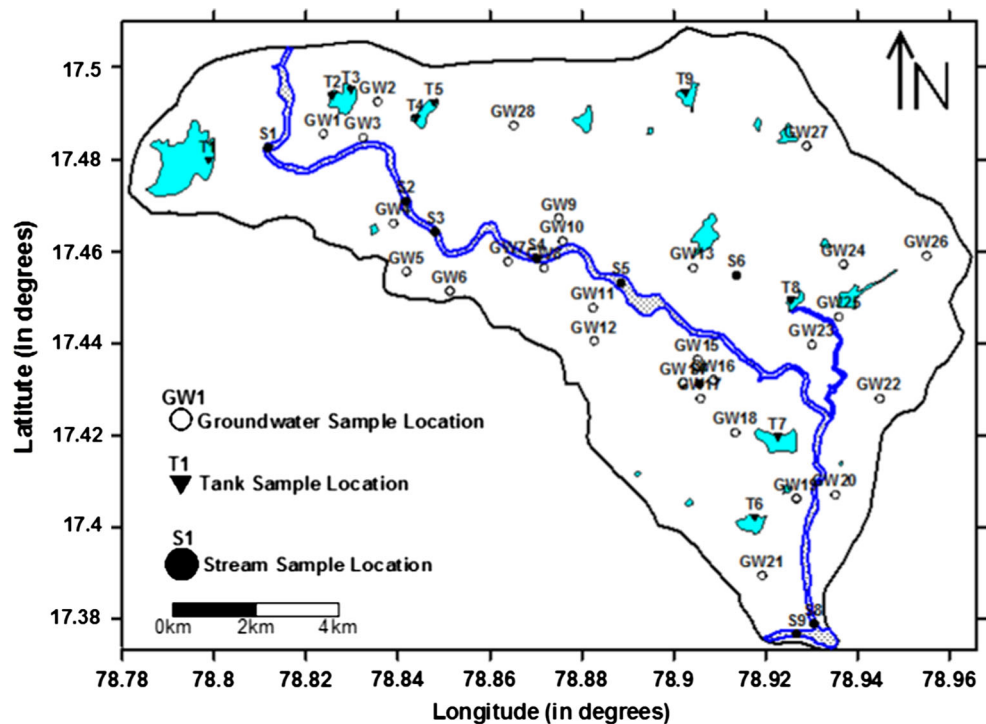 17.5
17.48
17.46
17.44
17.42
17.4
17.38
Latitute (In degrees)
N
T2 T3 GW2
T5
T4
GW1 GW3
GW28
T9
GW27
T1
S1
S2
S3
GW5
GW6
GW7
S4
GW9
GW10
S5
GW11
GW12
GW13
S6
GW24
GW26
T8
GW25
GW23
GW22
GW15
GW16
GW18
T7
GW19
GW20
T6
GW21
S8
S9
GW1
Groundwater Sample Location
T1
Tank Sample Location
S1
Stream Sample Location
0km 2km 4km
78.78 78.8 78.82 78.84 78.86 78.88 78.9 78.92 78.94 78.96
Longitude (in degrees)